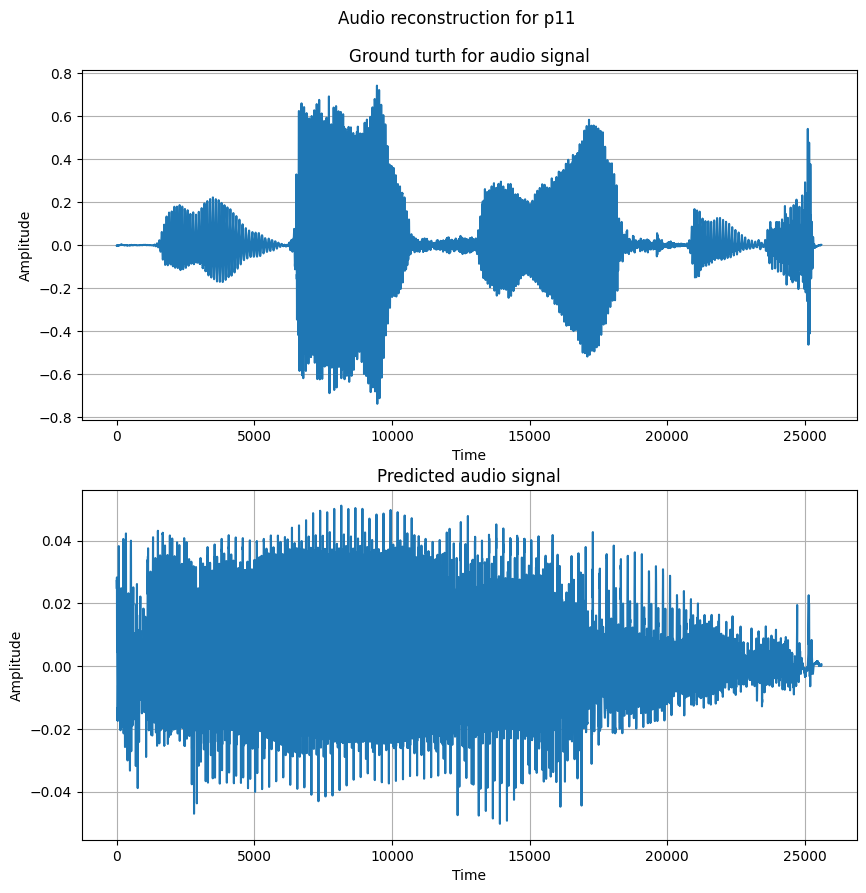 Audio reconstruction for p11
Ground turth for audio signal
0.8
0.6
0.4
0.2
0.0
−0.2
−0.4
−0.6
−0.8
Amplitude
0 5000 10000 15000 20000 25000
Time
Predicted audio signal
0.04
0.02
0.00
−0.02
−0.04
Amplitude
0 5000 10000 15000 20000 25000
Time